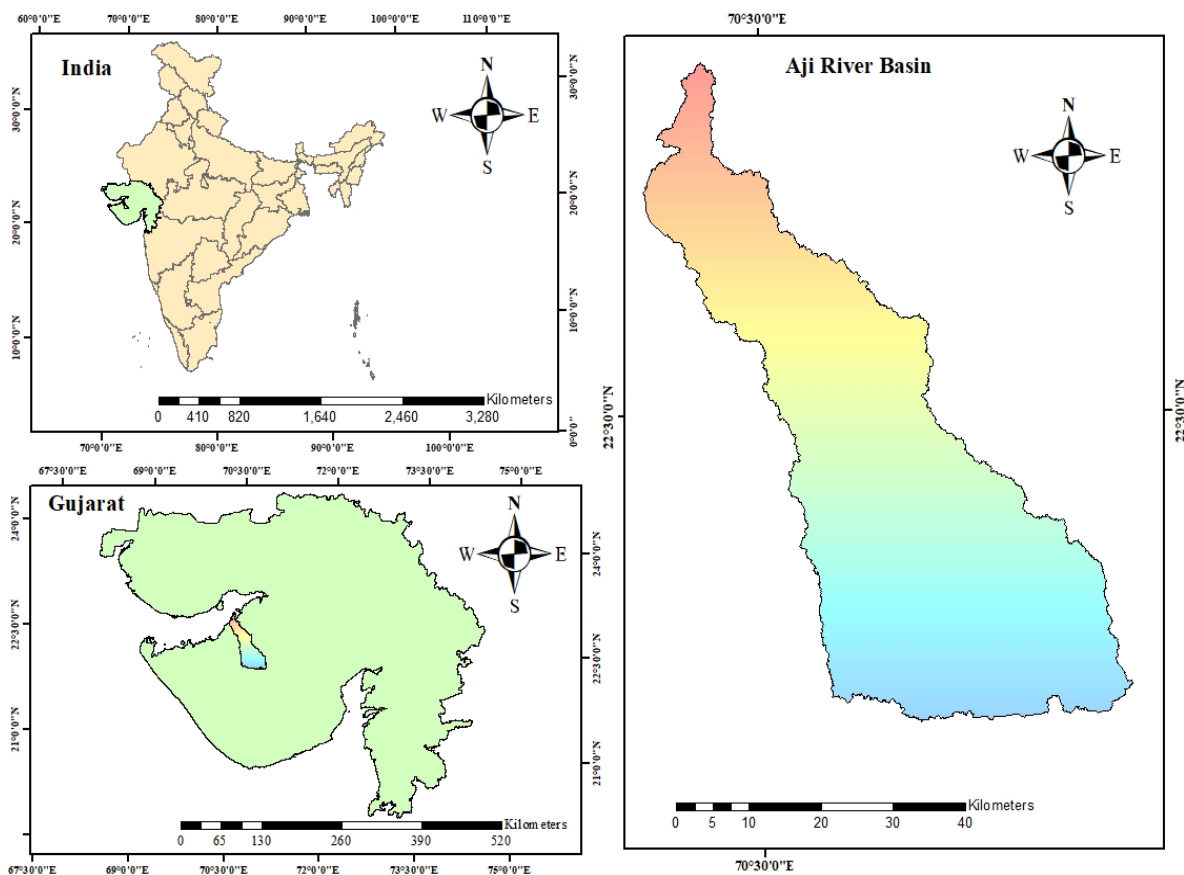 60°0'0"E 70°0'0"E 80°0'0"E 90°0'0"E 100°0'0"E 110°0'0"E
India
N
W E
S
30°0'0"N
20°0'0"N
10°0'0"N
30°0'0"N
20°0'0"N
10°0'0"N
0°0'0"
Kilometers
0 410 820 1,640 2,460 3,280
70°0'0"E 80°0'0"E 90°0'0"E 100°0'0"E
67°30'0"E 69°0'0"E 70°30'0"E 72°0'0"E 73°30'0"E 75°0'0"E
Gujarat
N
W E
S
24°0'0"N
22°30'0"N
21°0'0"N
24°0'0"N
22°30'0"N
21°0'0"N
Kilometers
0 65 130 260 390 520
67°30'0"E 69°0'0"E 70°30'0"E 72°0'0"E 73°30'0"E 75°0'0"E
70°30'0"E
Aji River Basin
N
W E
S
22°30'0"N
22°30'0"N
Kilometers
0 5 10 20 30 40
70°30'0"E